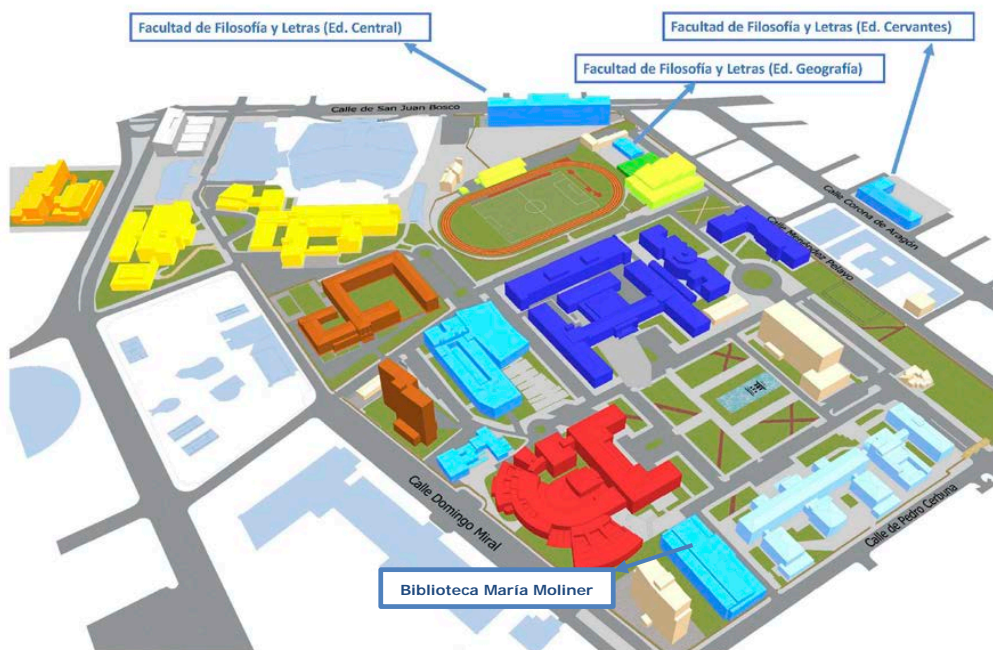 Facultad de Filosofía y Letras (Ed. Central)
Facultad de Filosofía y Letras (Ed. Cervantes)
Facultad de Filosofía y Letras (Ed. Geografía)
Calle de San Juan Bosco
Calle Corona de Aragón
Calle Menéndez Pelayo
Calle Domingo Miral
Calle de Pedro Cerbuna
Biblioteca María Moliner